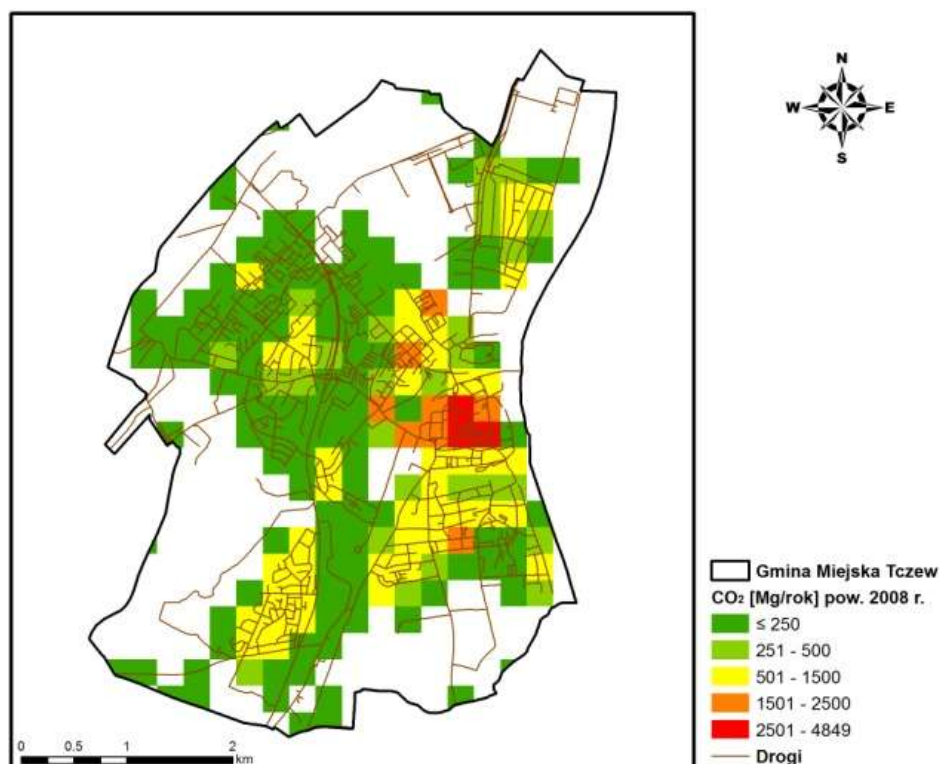 N
W E
S
Gmina Miejska Tczew
CO₂ [Mg/rok] pow. 2008 r.
≤ 250
251 - 500
501 - 1500
1501 - 2500
2501 - 4849
Drogi
0 0.5 1 2
km